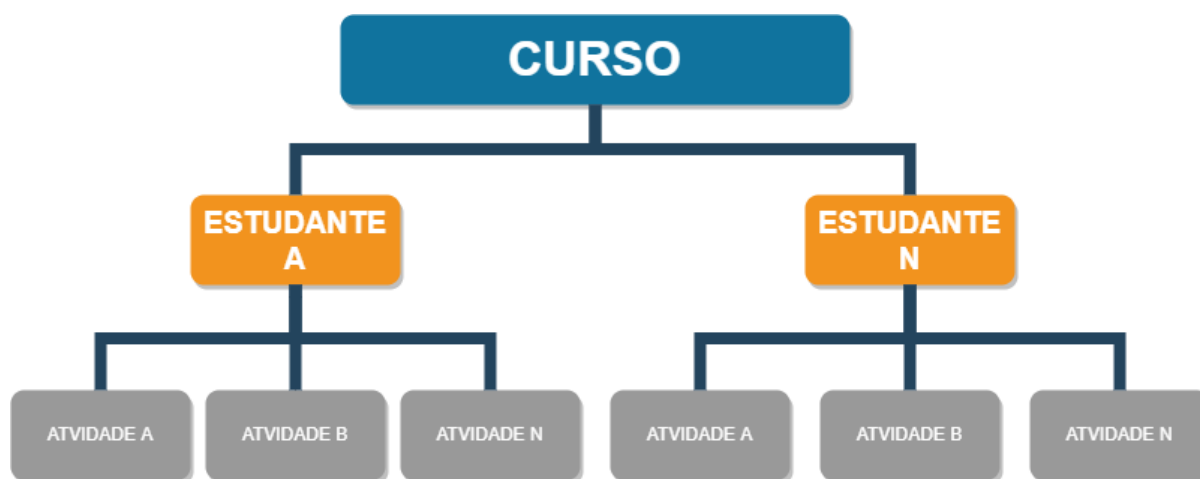 CURSO
ESTUDANTE
A
ESTUDANTE
N
ATVIDADE A
ATVIDADE B
ATVIDADE N
ATVIDADE A
ATVIDADE B
ATVIDADE N